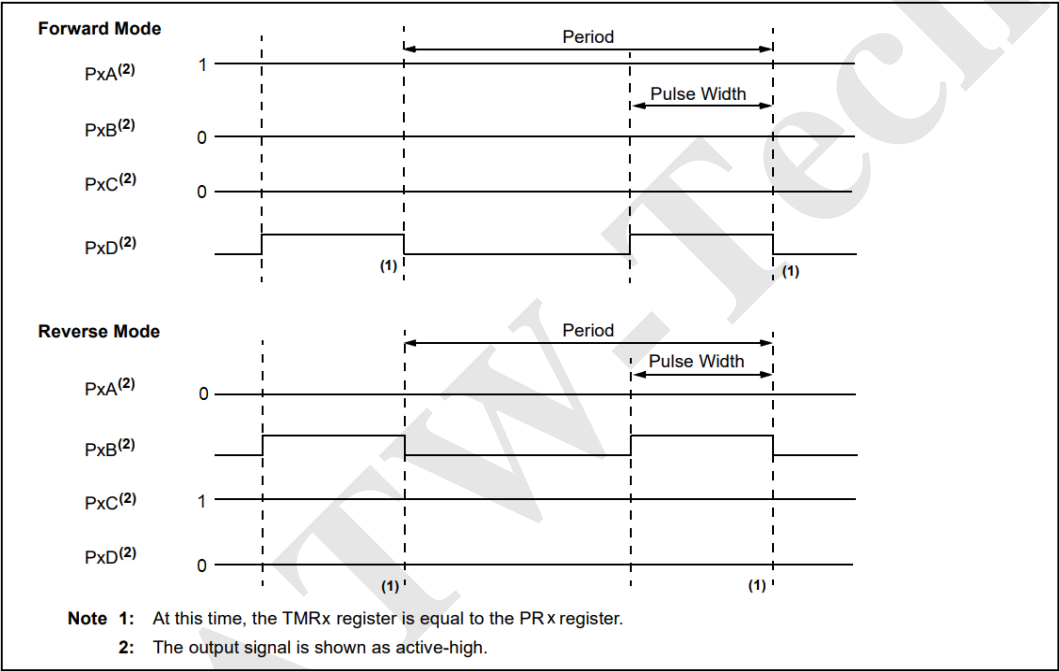 Forward Mode
Period
PxA(2) 1
Pulse Width
PxB(2) 0
PxC(2) 0
PxD(2)
(1) (1)
Reverse Mode
Period
Pulse Width
PxA(2) 0
PxB(2)
PxC(2) 1
PxD(2) 0
(1) (1)
Note 1: At this time, the TMRx register is equal to the PRx register.
2: The output signal is shown as active-high.
ATW-Tech